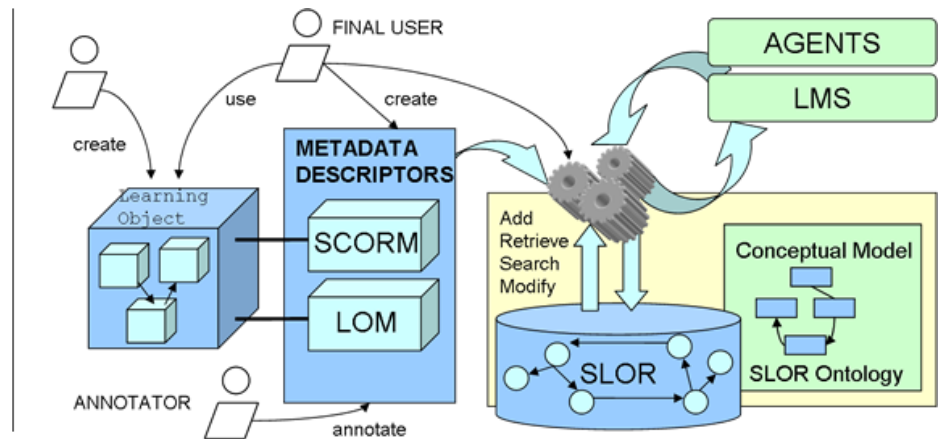 FINAL USER
AGENTS
LMS
use
create
create
METADATA
DESCRIPTORS
Learning
Object
SCORM
LOM
Add
Retrieve
Search
Modify
Conceptual Model
SLOR Ontology
SLOR
ANNOTATOR
annotate